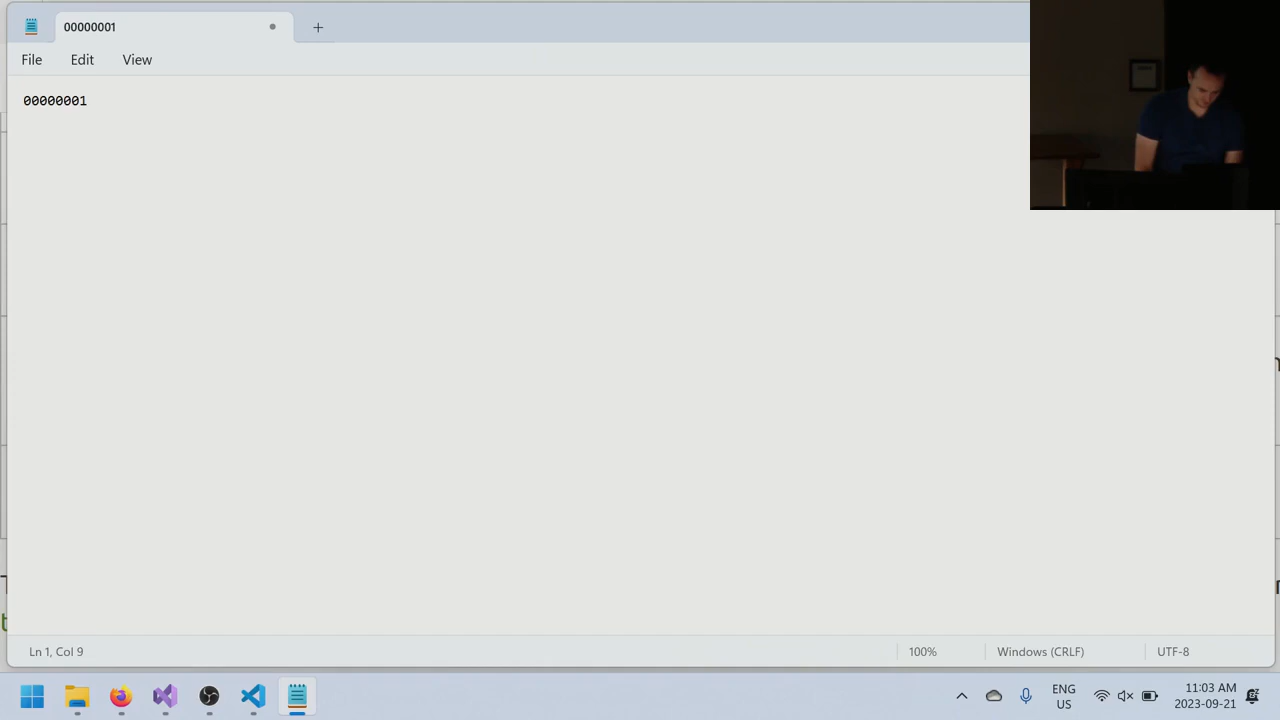 00000001
File Edit View
00000001
Ln 1, Col 9
100%
Windows (CRLF)
UTF-8
ENG
US
11:03 AM
2023-09-21